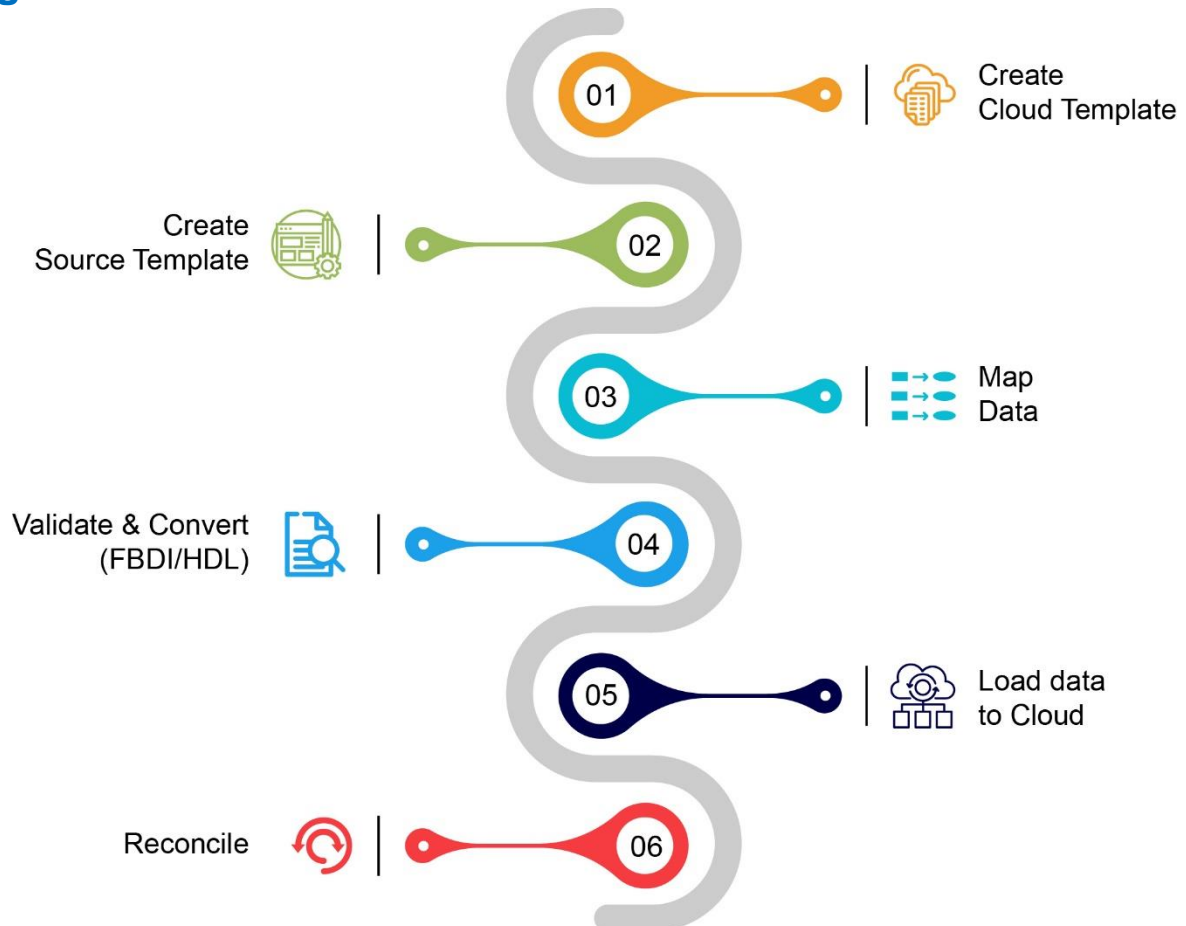 01
Create
Cloud Template
Create
Source Template
02
03
Map
Data
Validate & Convert
(FBDI/HDL)
04
05
Load data
to Cloud
Reconcile
06